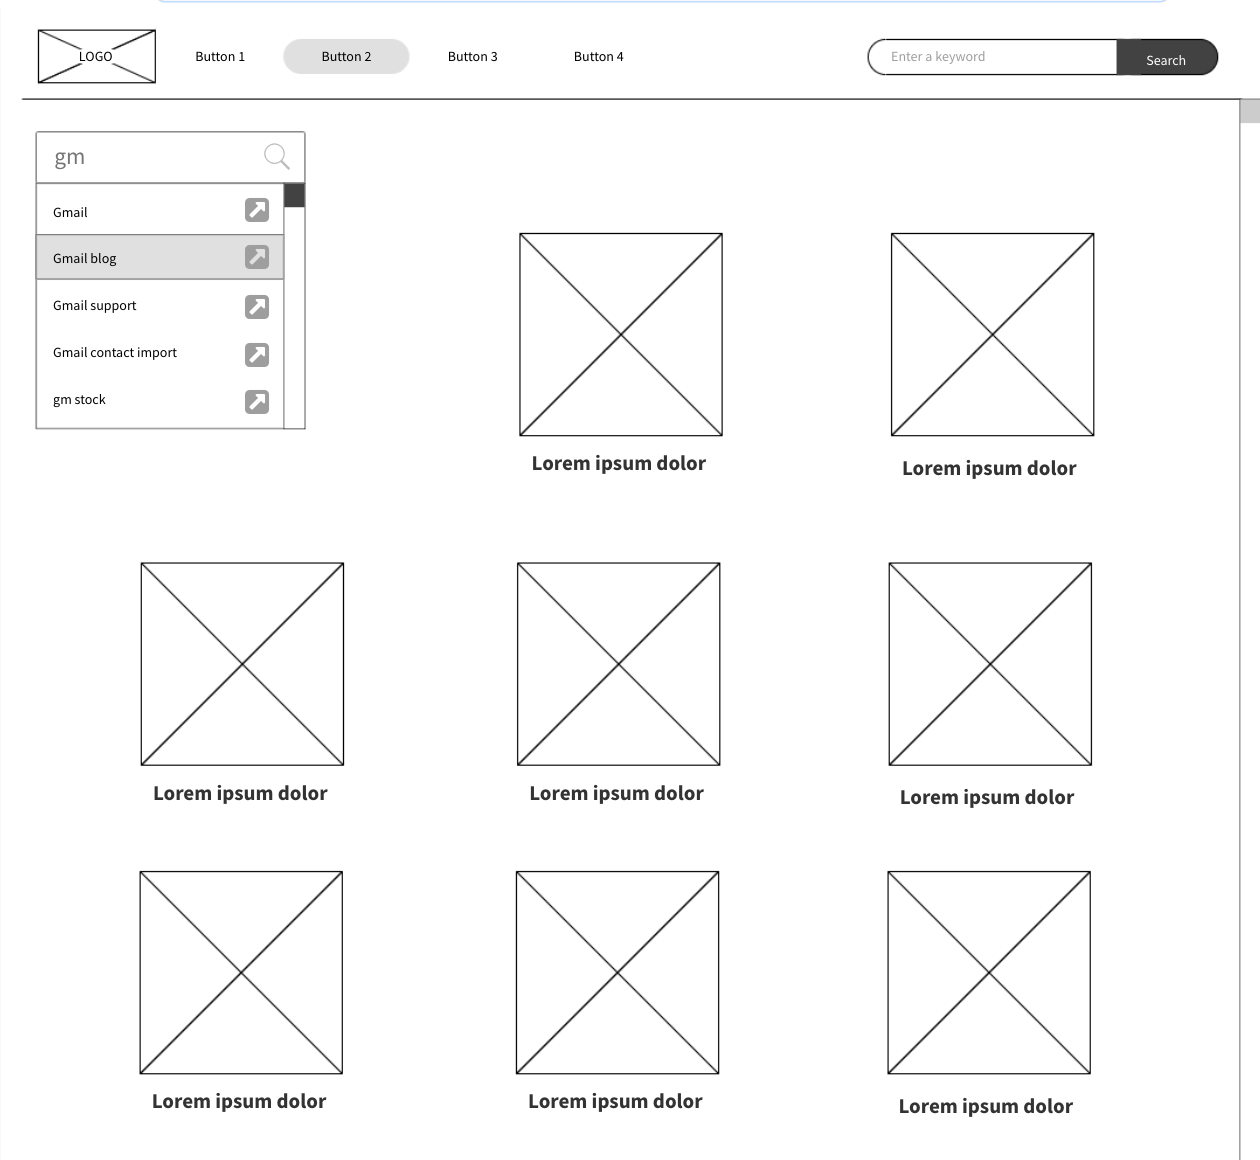 LOGO
Button 1
Button 2
Button 3
Button 4
Enter a keyword
Search
gm
Gmail
Gmail blog
Gmail support
Gmail contact import
gm stock
Lorem ipsum dolor
Lorem ipsum dolor
Lorem ipsum dolor
Lorem ipsum dolor
Lorem ipsum dolor
Lorem ipsum dolor
Lorem ipsum dolor
Lorem ipsum dolor